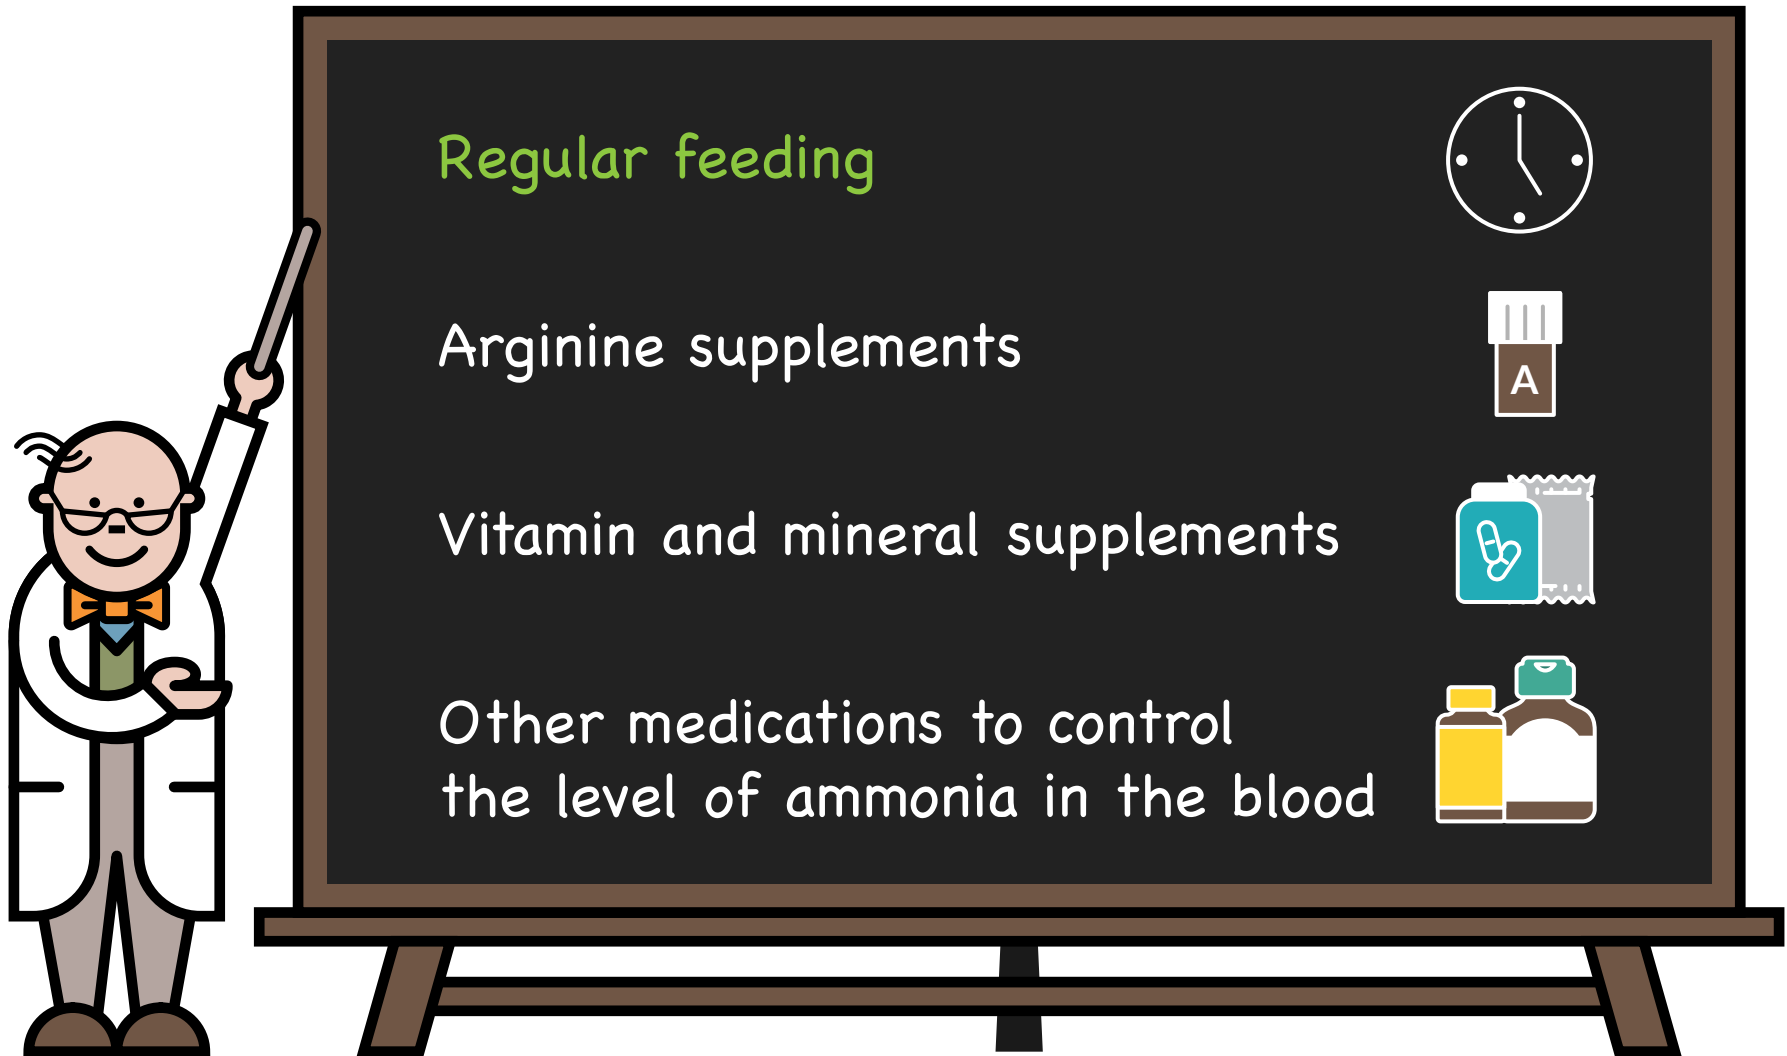 Regular feeding
Arginine supplements
A
Vitamin and mineral supplements
Other medications to control
the level of ammonia in the blood